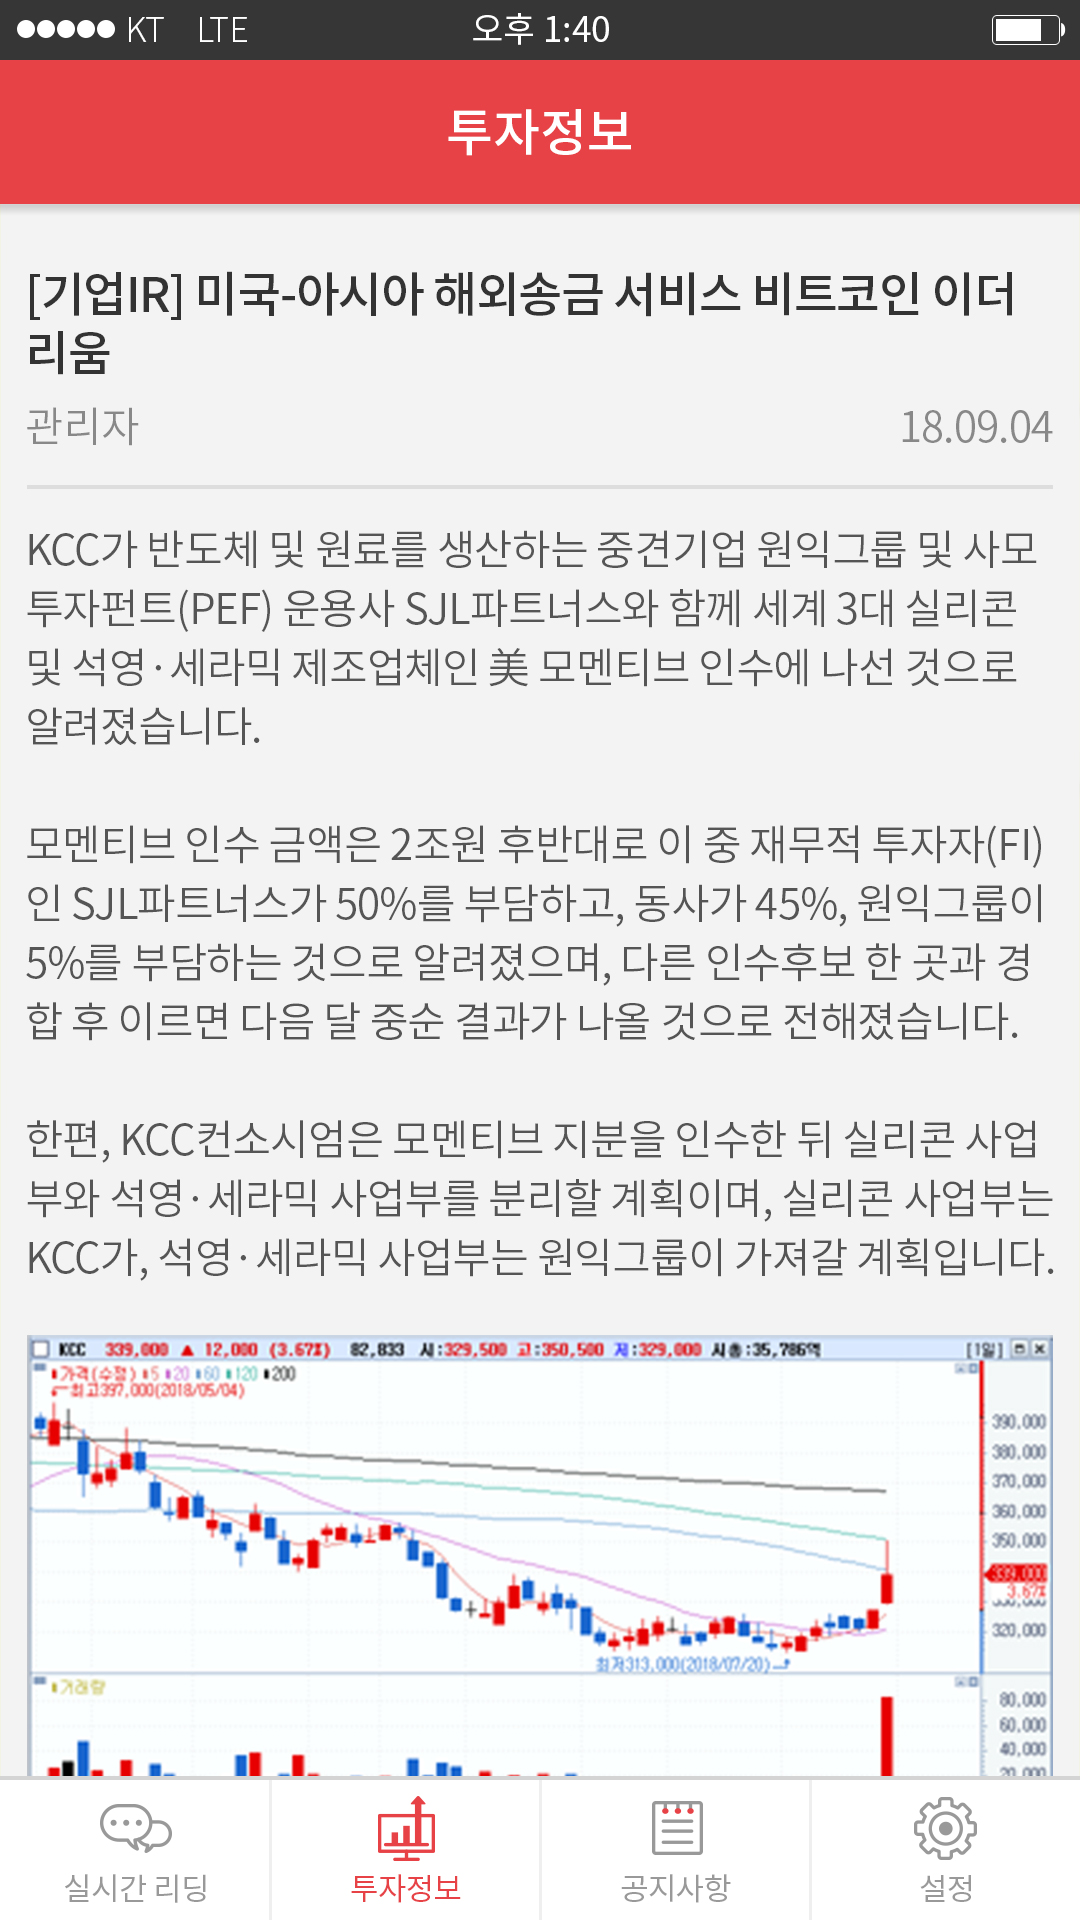 KT LTE 오후 1:40
투자정보
[기업IR] 미국-아시아 해외송금 서비스 비트코인 이더
리움
관리자 18.09.04
KCC가 반도체 및 원료를 생산하는 중견기업 원익그룹 및 사모
투자펀트(PEF) 운용사 SJL파트너스와 함께 세계 3대 실리콘
및 석영·세라믹 제조업체인 美 모멘티브 인수에 나선 것으로
알려졌습니다.
모멘티브 인수 금액은 2조원 후반대로 이 중 재무적 투자자(FI)
인 SJL파트너스가 50%를 부담하고, 동사가 45%, 원익그룹이
5%를 부담하는 것으로 알려졌으며, 다른 인수후보 한 곳과 경
합 후 이르면 다음 달 중순 결과가 나올 것으로 전해졌습니다.
한편, KCC컨소시엄은 모멘티브 지분을 인수한 뒤 실리콘 사업
부와 석영·세라믹 사업부를 분리할 계획이며, 실리콘 사업부는
KCC가, 석영·세라믹 사업부는 원익그룹이 가져갈 계획입니다.
KCC 339,000 ▲ 12,000 (3.67%) 82,833 시:329,500 고:350,500 저:329,000 시총:35,786억 [1일]
가격(수정) 5 20 60 120 200
최고397,000(2018/05/04)
390,000
380,000
370,000
360,000
350,000
339,000
3.67%
330,000
320,000
최저313,000(2018/07/20)
거래량
80,000
60,000
40,000
20,000
실시간 리딩 투자정보 공지사항 설정